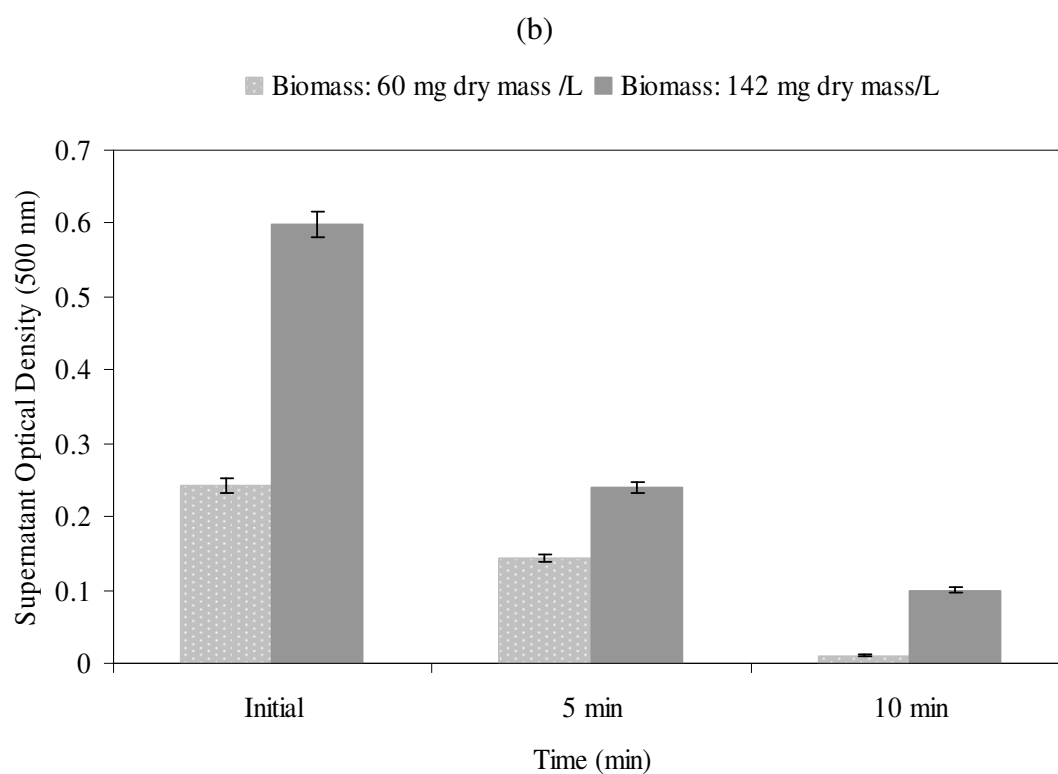 (b)
Biomass: 60 mg dry mass /L Biomass: 142 mg dry mass/L
0.7
0.6
0.5
0.4
0.3
0.2
0.1
0
Supernatant Optical Density (500 nm)
Initial 5 min 10 min
Time (min)